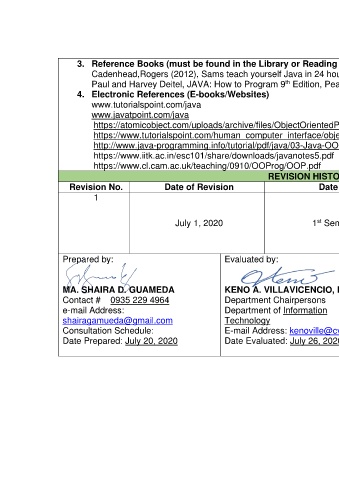 3. Reference Books (must be found in the Library or Reading
Cadenhead,Rogers (2012), Sams teach yourself Java in 24 hou
Paul and Harvey Deitel, JAVA: How to Program 9th Edition, Pea
4. Electronic References (E-books/Websites)
www.tutorialspoint.com/java
www.javatpoint.com/java
https://atomicobject.com/uploads/archive/files/ObjectOrientedP
https://www.tutorialspoint.com/human_computer_interface/obje
http://www.java-programming.info/tutorial/pdf/java/03-Java-OO
https://www.iitk.ac.in/esc101/share/downloads/javanotes5.pdf
https://www.cl.cam.ac.uk/teaching/0910/OOProg/OOP.pdf
REVISION HISTO
Revision No. Date of Revision Date
1
July 1, 2020 1st Sem
Prepared by:
MA. SHAIRA D. GUAMEDA
Contact # 0935 229 4964
e-mail Address:
shairagamueda@gmail.com
Consultation Schedule:
Date Prepared: July 20, 2020
Evaluated by:
KENO A. VILLAVICENCIO,
Department Chairpersons
Department of Information
Technology
E-mail Address: kenoville@cv
Date Evaluated: July 26, 2020